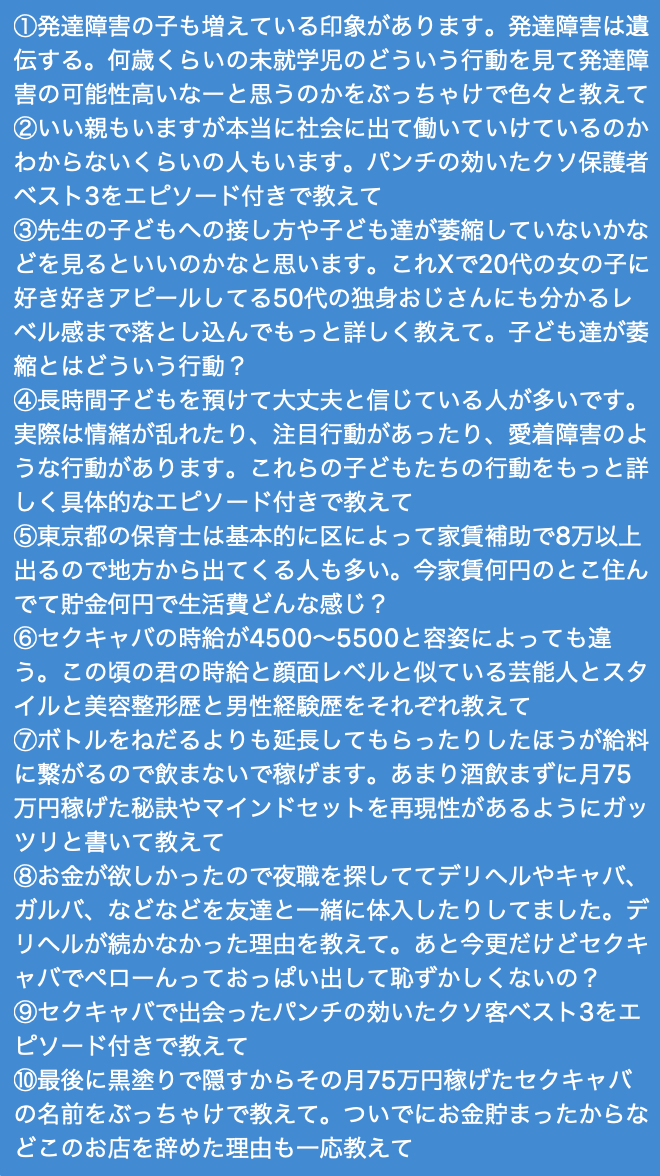 ①発達障害の子も増えている印象があります。発達障害は遺
伝する。何歳くらいの未就学児のどういう行動を見て発達障
害の可能性高いなーと思うのかをぶっちゃけで色々と教えて
②いい親もいますが本当に社会に出て働いていけているのか
わからないくらいの人もいます。パンチの効いたクソ保護者
ベスト3をエピソード付きで教えて
③先生の子どもへの接し方や子ども達が萎縮していないかな
どを見るといいのかなと思います。これXで20代の女の子に
好き好きアピールしてる50代の独身おじさんにも分かるレ
ベル感まで落とし込んでもっと詳しく教えて。子ども達が萎
縮とはどういう行動？
④長時間子どもを預けて大丈夫と信じている人が多いです。
実際は情緒が乱れたり、注目行動があったり、愛着障害のよ
うな行動があります。これらの子どもたちの行動をもっと詳
しく具体的なエピソード付きで教えて
⑤東京都の保育士は基本的に区によって家賃補助で8万以上
出るので地方から出てくる人も多い。今家賃何円のとこ住ん
でて貯金何円で生活費どんな感じ？
⑥セクキャバの時給が4500〜5500と容姿によっても違
う。この頃の君の時給と顔面レベルと似ている芸能人とスタ
イルと美容整形歴と男性経験歴をそれぞれ教えて
⑦ボトルをねだるよりも延長してもらったりしたほうが給料
に繋がるので飲まないで稼げます。あまり酒飲まずに月75
万円稼げた秘訣やマインドセットを再現性があるようにガッ
ツリと書いて教えて
⑧お金が欲しかったので夜職を探しててデリヘルやキャバ、
ガルバ、などなどを友達と一緒に体入したりしてました。デ
リヘルが続かなかった理由を教えて。あと今更だけどセクキ
ャバでペローんっておっぱい出して恥ずかしくないの？
⑨セクキャバで出会ったパンチの効いたクソ客ベスト3をエ
ピソード付きで教えて
⑩最後に黒塗りで隠すからその月75万円稼げたセクキャバ
の名前をぶっちゃけで教えて。ついでにお金貯まったからな
どこのお店を辞めた理由も一応教えて